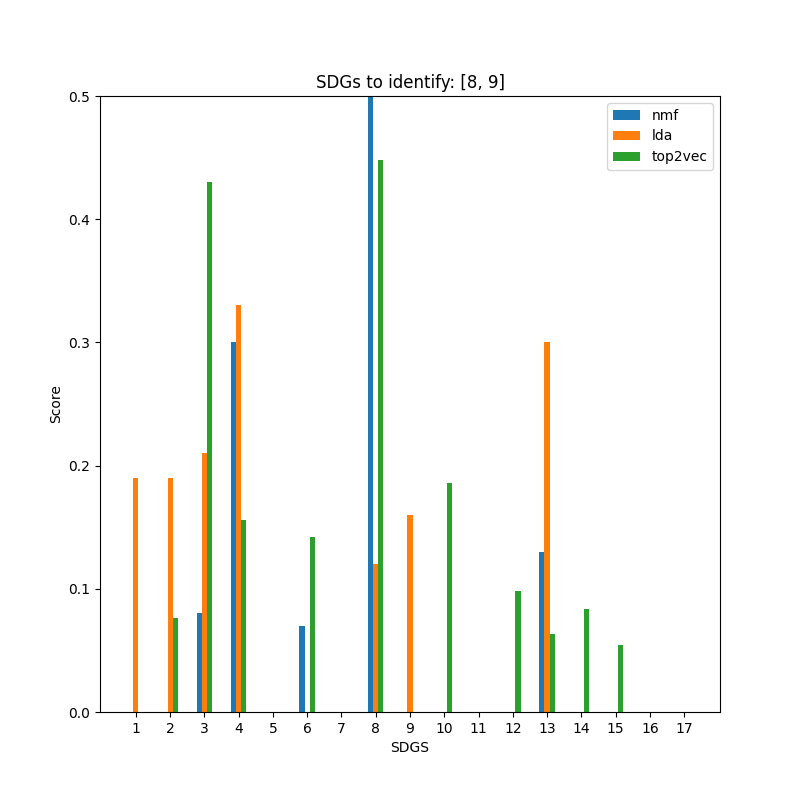 SDGs to identify: [8, 9]
nmf
lda
top2vec
0.5
0.4
0.3
0.2
0.1
0.0
Score
1 2 3 4 5 6 7 8 9 10 11 12 13 14 15 16 17
SDGS